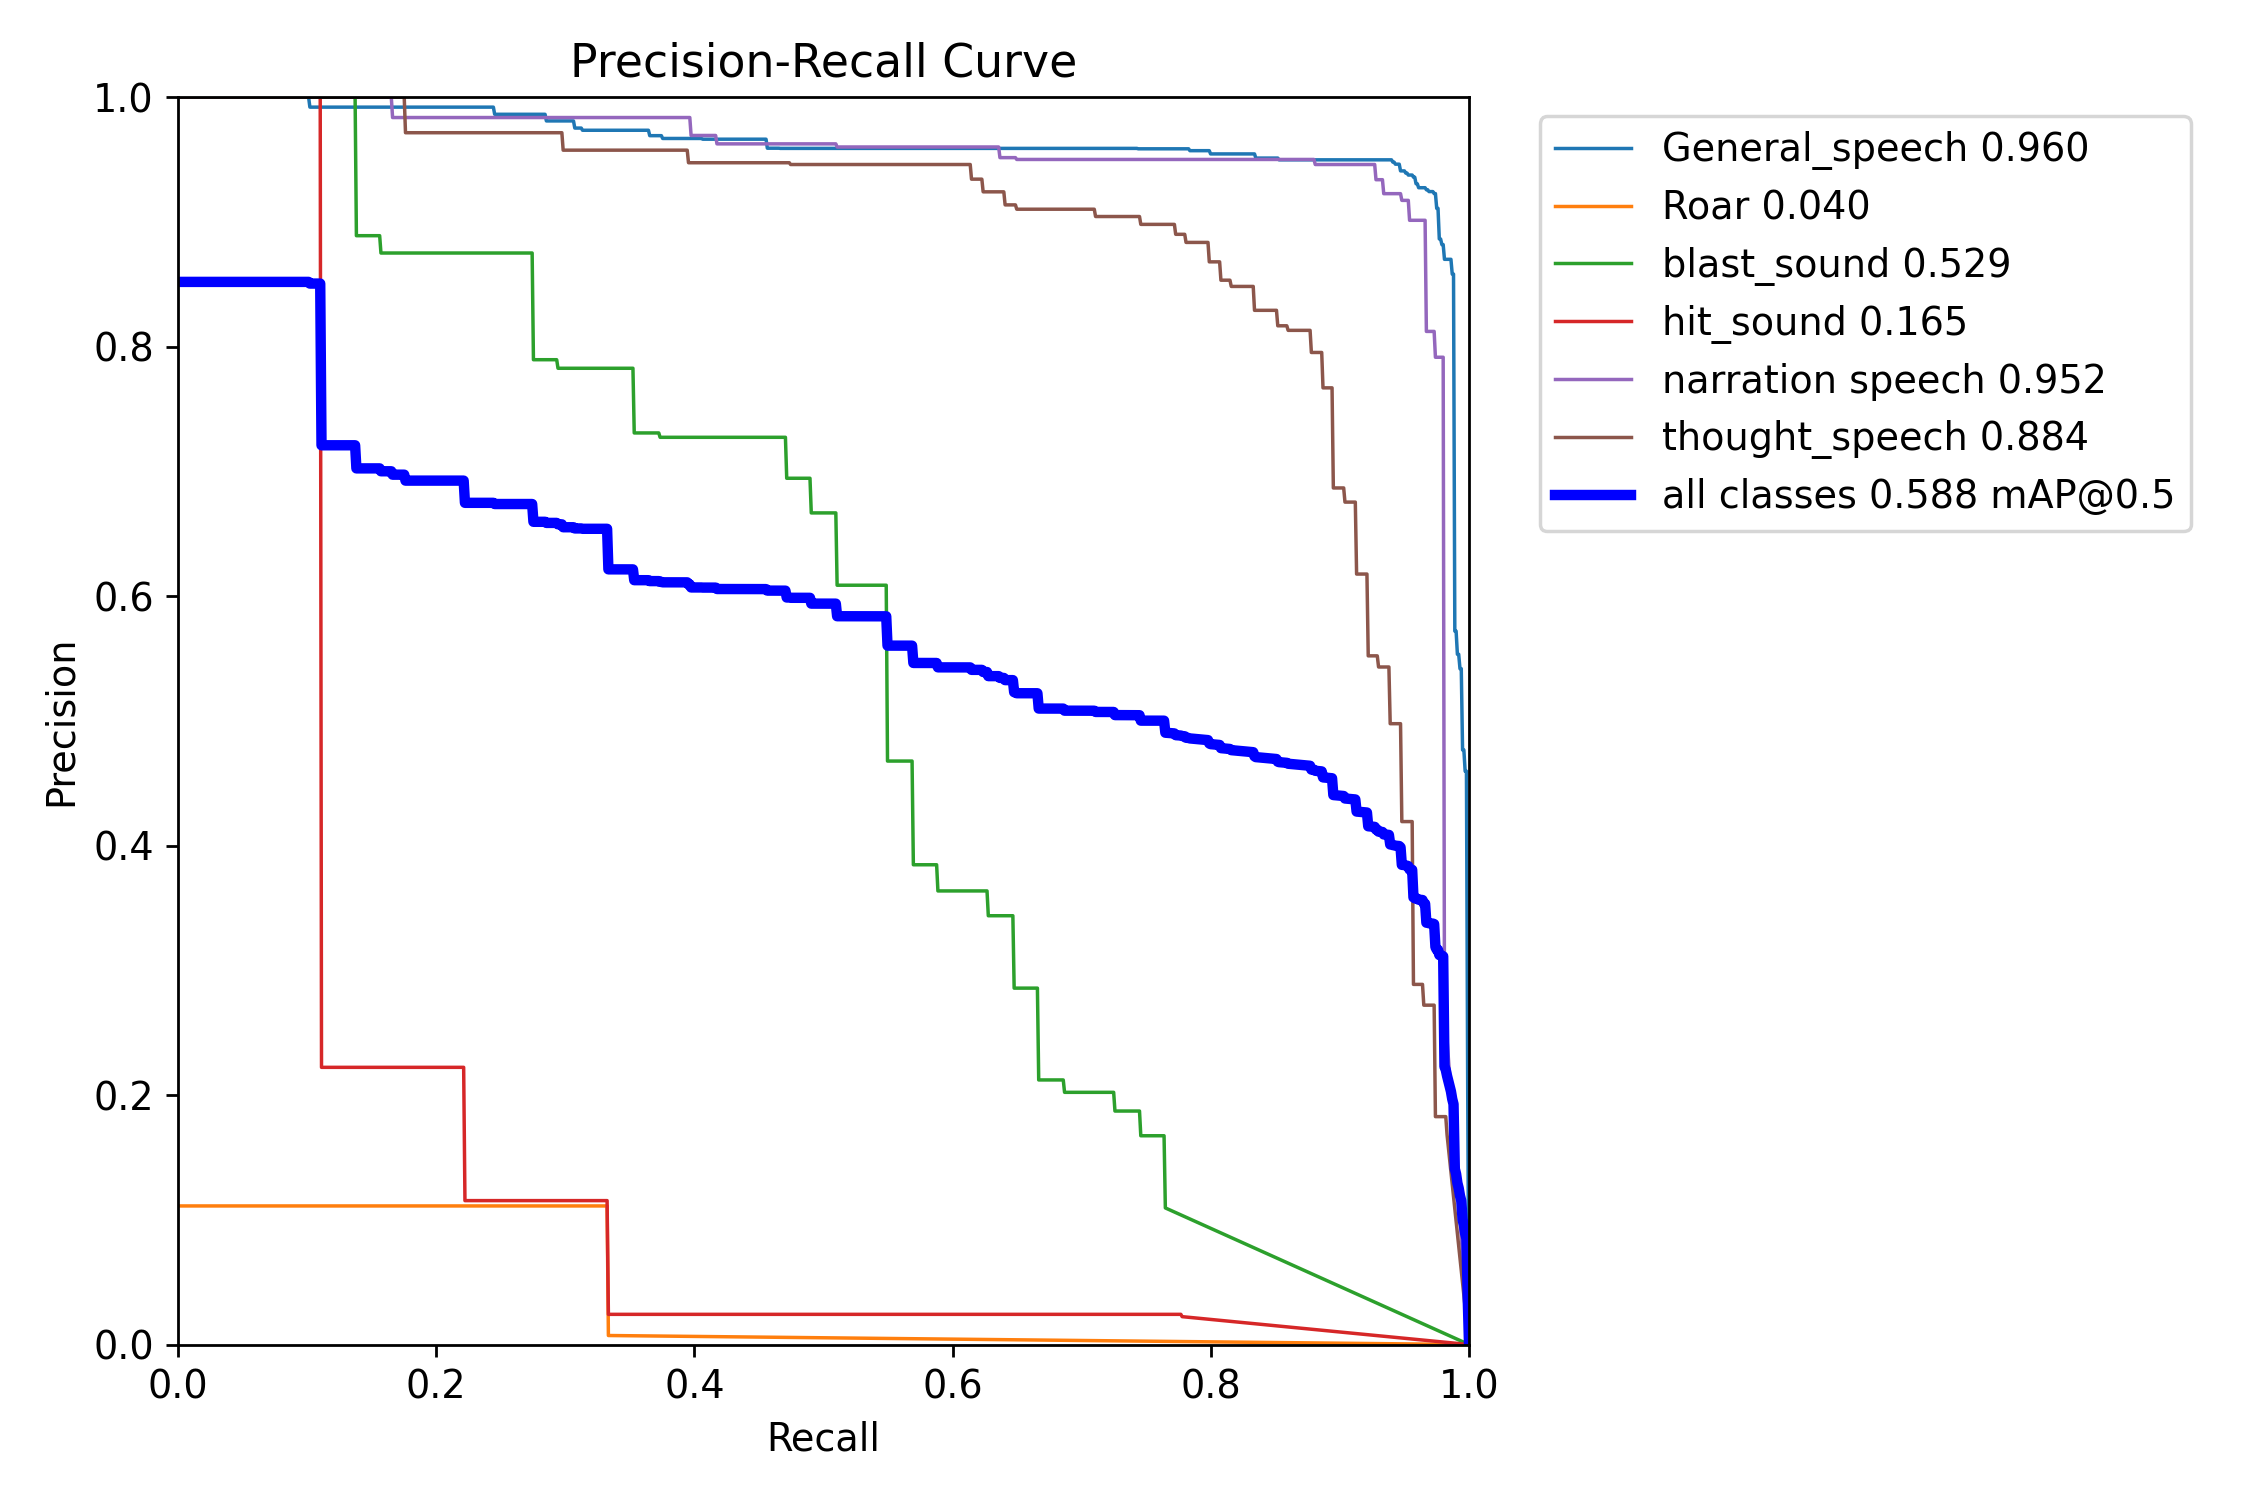 Precision-Recall Curve
1.0
0.8
0.6
0.4
0.2
0.0
Precision
0.0 0.2 0.4 0.6 0.8 1.0
Recall
General_speech 0.960
Roar 0.040
blast_sound 0.529
hit_sound 0.165
narration speech 0.952
thought_speech 0.884
all classes 0.588 mAP@0.5